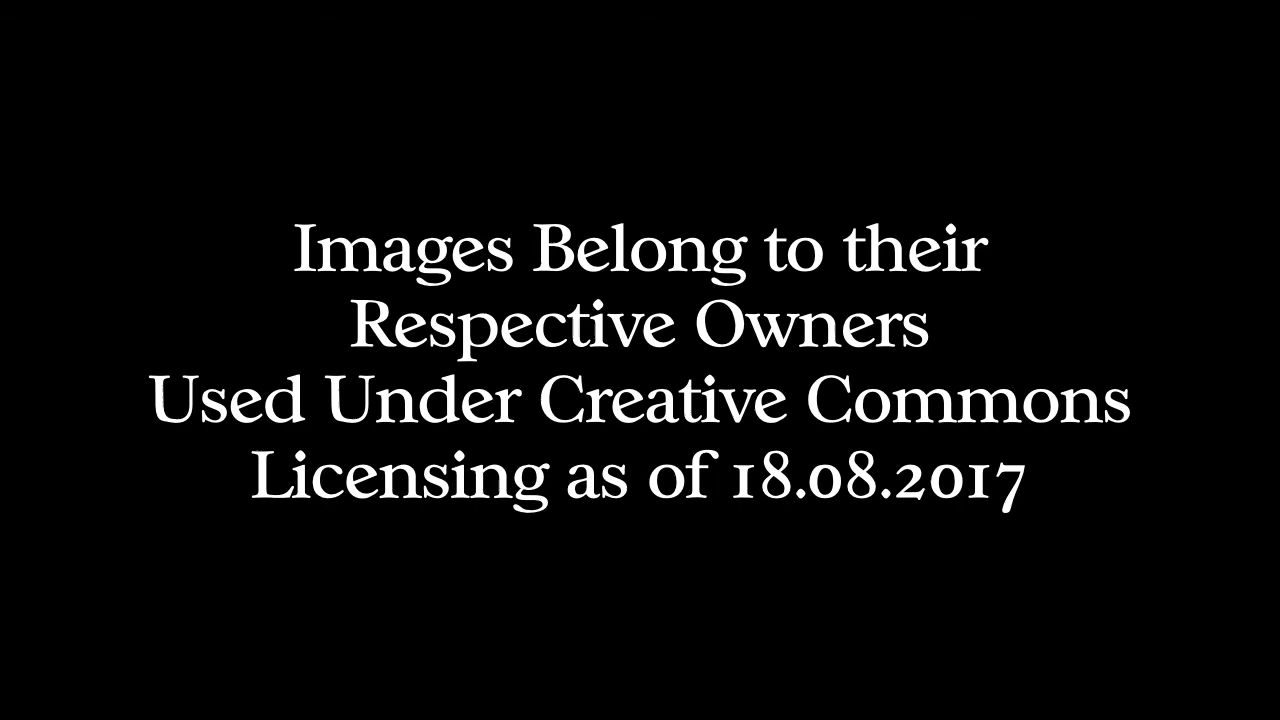 Images Belong to their
Respective Owners
Used Under Creative Commons
Licensing as of 18.08.2017